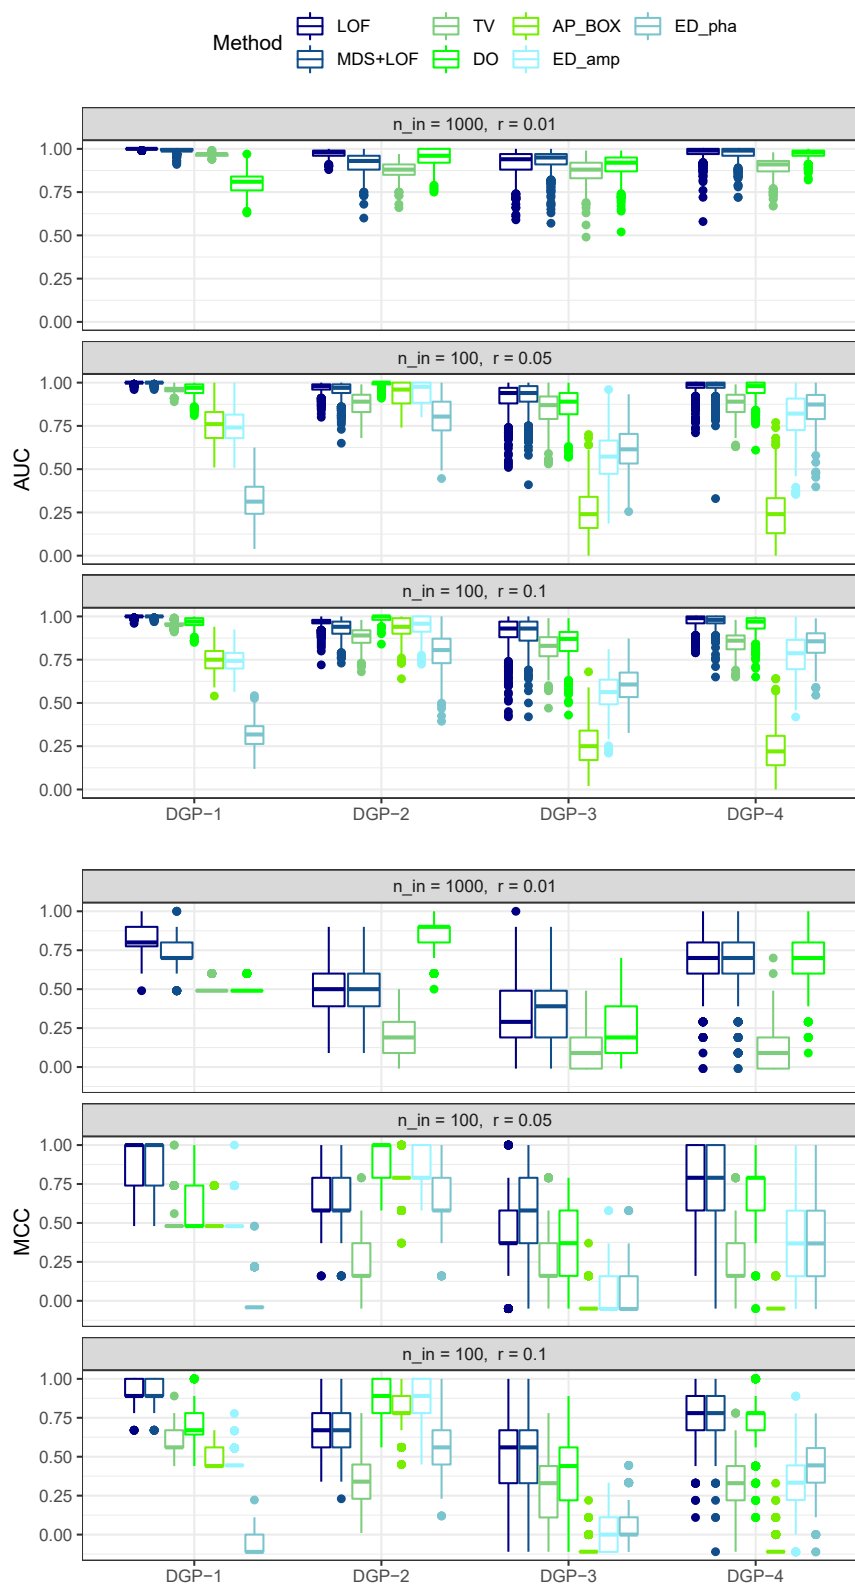 Method
LOF
TV
AP_BOX
ED_pha
MDS+LOF
DO
ED_amp
AUC
n_in = 1000, r = 0.01
1.00
0.75
0.50
0.25
0.00
n_in = 100, r = 0.05
1.00
0.75
0.50
0.25
0.00
n_in = 100, r = 0.1
1.00
0.75
0.50
0.25
0.00
DGP−1 DGP−2 DGP−3 DGP−4
MCC
n_in = 1000, r = 0.01
1.00
0.75
0.50
0.25
0.00
n_in = 100, r = 0.05
1.00
0.75
0.50
0.25
0.00
n_in = 100, r = 0.1
1.00
0.75
0.50
0.25
0.00
DGP−1 DGP−2 DGP−3 DGP−4